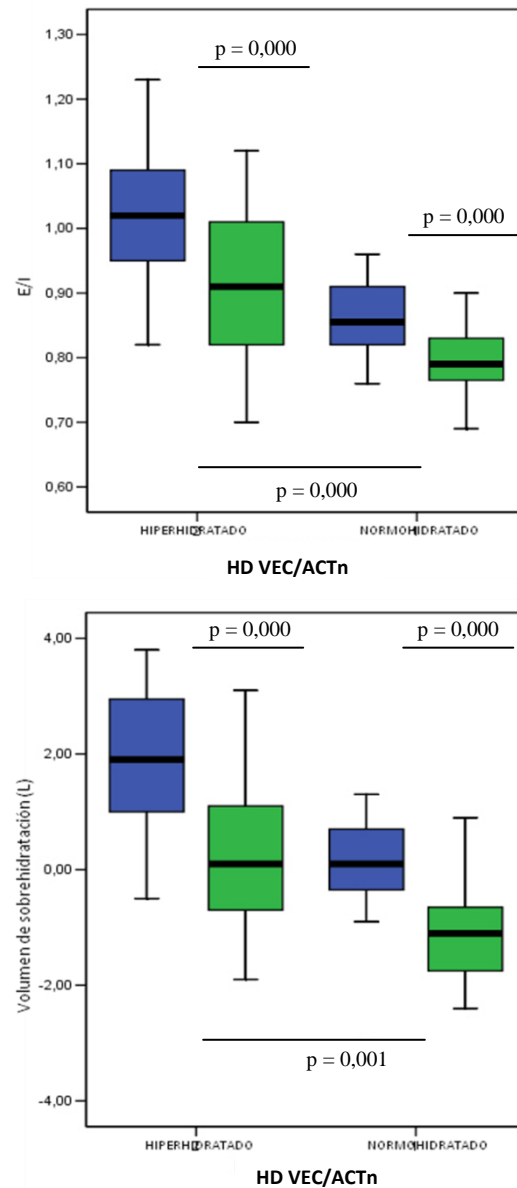 1,30
p = 0,000
1,20
1,10
p = 0,000
1,00
E/I
0,90
0,80
0,70
0,60
p = 0,000
HIPERHIDRATADO
NORMOHIDRATADO
HD VEC/ACTn
4,00
p = 0,000
p = 0,000
2,00
Volumen de sobrehidratación (L)
0,00
-2,00
p = 0,001
-4,00
HIPERHIDRATADO
NORMOHIDRATADO
HD VEC/ACTn